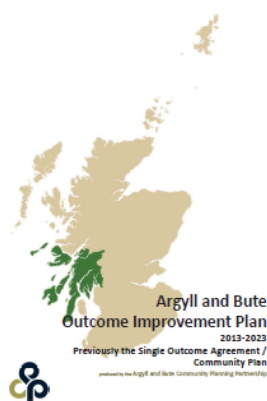 Argyll and Bute
Outcome Improvement Plan
2013-2023
Previously the Single Outcome Agreement /
Community Plan
produced by the Argyll and Bute Community Planning Partnership
cpp